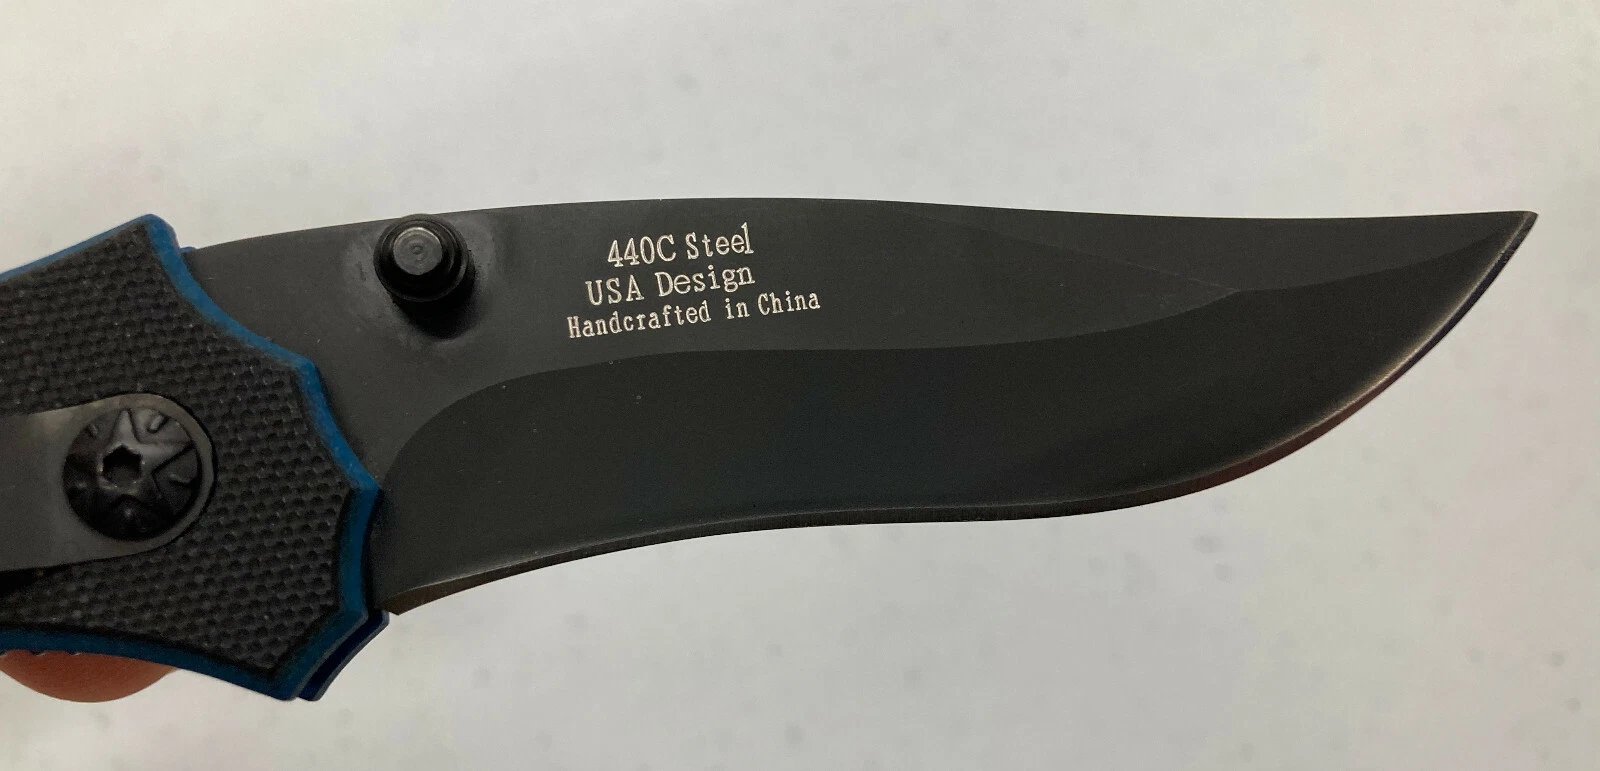 440C Steel
USA Design
Handcrafted in China